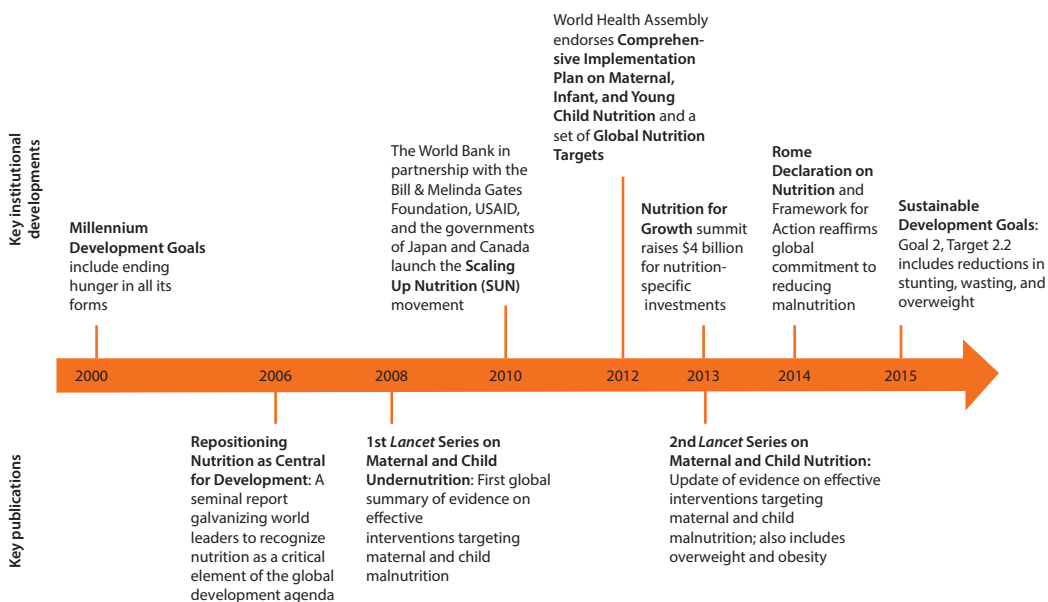 Key institutional
developments
Millennium
Development Goals
include ending
hunger in all its
forms
The World Bank in
partnership with the
Bill & Melinda Gates
Foundation, USAID,
and the governments
of Japan and Canada
launch the Scaling
Up Nutrition (SUN)
movement
World Health Assembly
endorses Comprehen-
sive Implementation
Plan on Maternal,
Infant, and Young
Child Nutrition and a
set of Global Nutrition
Targets
Nutrition for
Growth summit
raises $4 billion
for nutrition-
specific
investments
Rome
Declaration on
Nutrition and
Framework for
Action reaffirms
global
commitment to
reducing
malnutrition
Sustainable
Development Goals:
Goal 2, Target 2.2
includes reductions in
stunting, wasting, and
overweight
2000 2006 2008 2010 2012 2013 2014 2015
Key publications
Repositioning
Nutrition as Central
for Development: A
seminal report
galvanizing world
leaders to recognize
nutrition as a critical
element of the global
development agenda
1st Lancet Series on
Maternal and Child
Undernutrition: First global
summary of evidence on
effective
interventions targeting
maternal and child
malnutrition
2nd Lancet Series on
Maternal and Child Nutrition:
Update of evidence on effective
interventions targeting
maternal and child
malnutrition; also includes
overweight and obesity